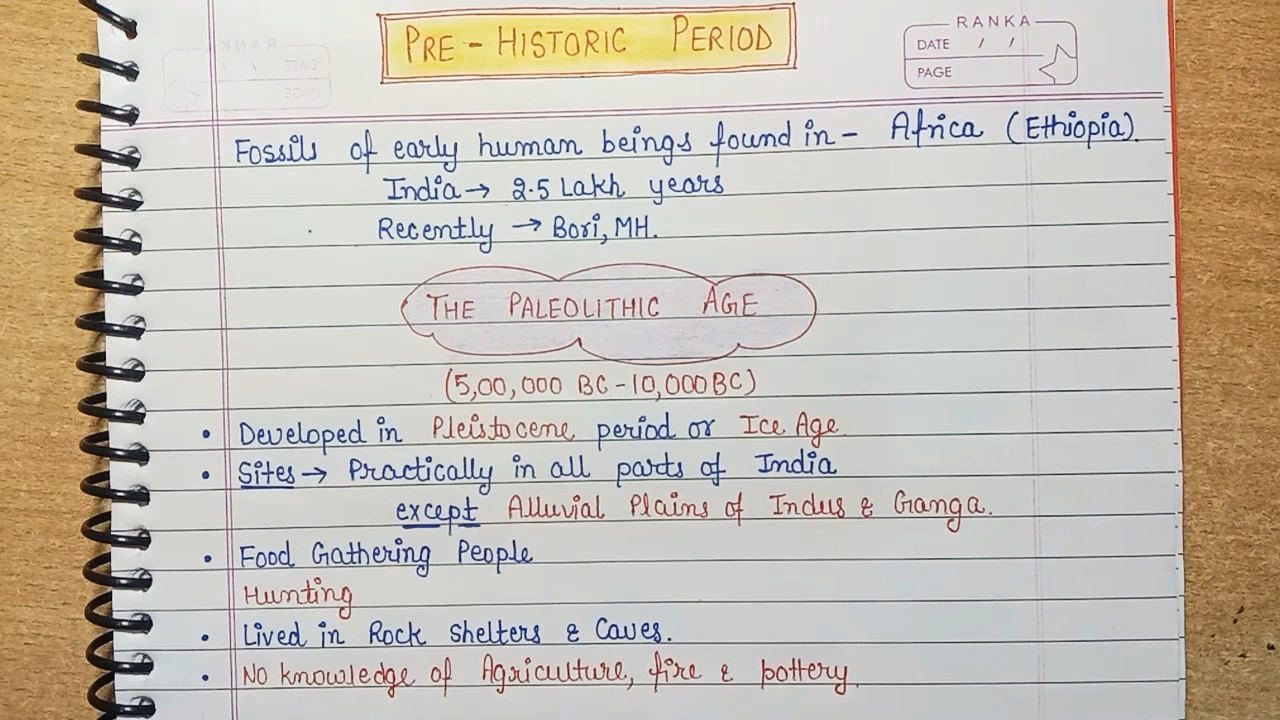 PRE-HISTORIC PERIOD
RANKA
DATE / /
PAGE
Fossils of early human beings found in - Africa (Ethiopia)
India → 2.5 Lakh years
Recently → Bori, MH.
THE PALEOLITHIC AGE
(5,00,000 BC - 10,000 BC)
• Developed in Pleistocene period or Ice Age
• Sites → Practically in all parts of India
except Alluvial Plains of Indus & Ganga.
• Food Gathering People
Hunting
• Lived in Rock Shelters & Caves.
• No knowledge of Agriculture, fire & pottery.